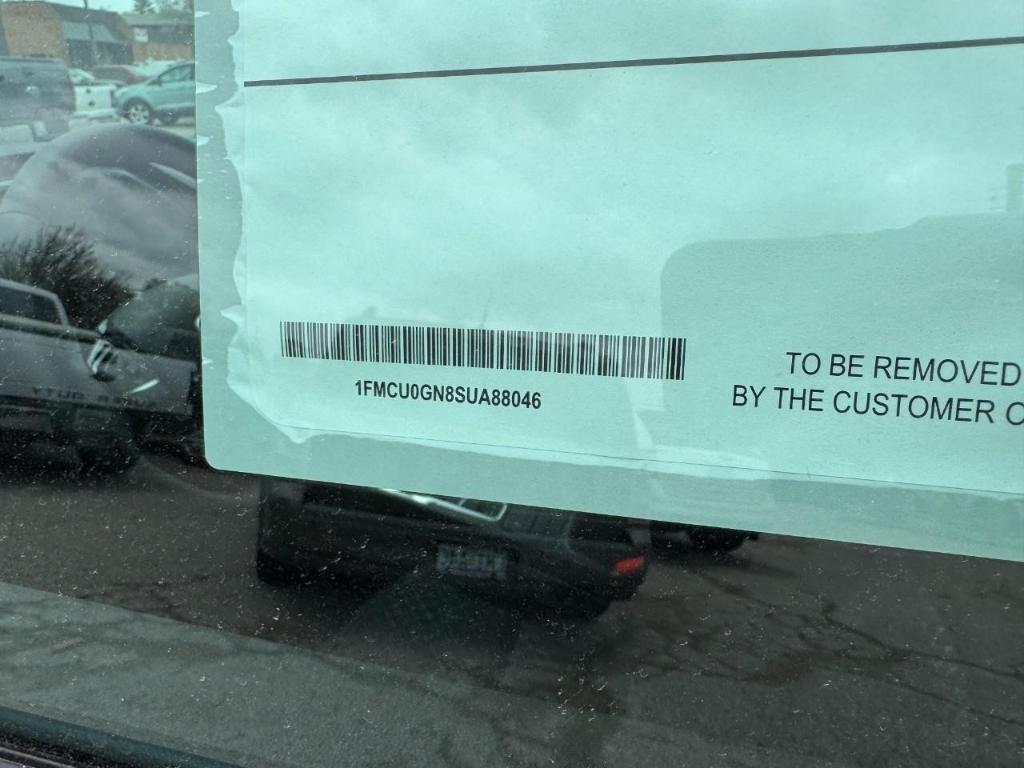 1FMCU0GN8SUA88046
TO BE REMOVED
BY THE CUSTOMER